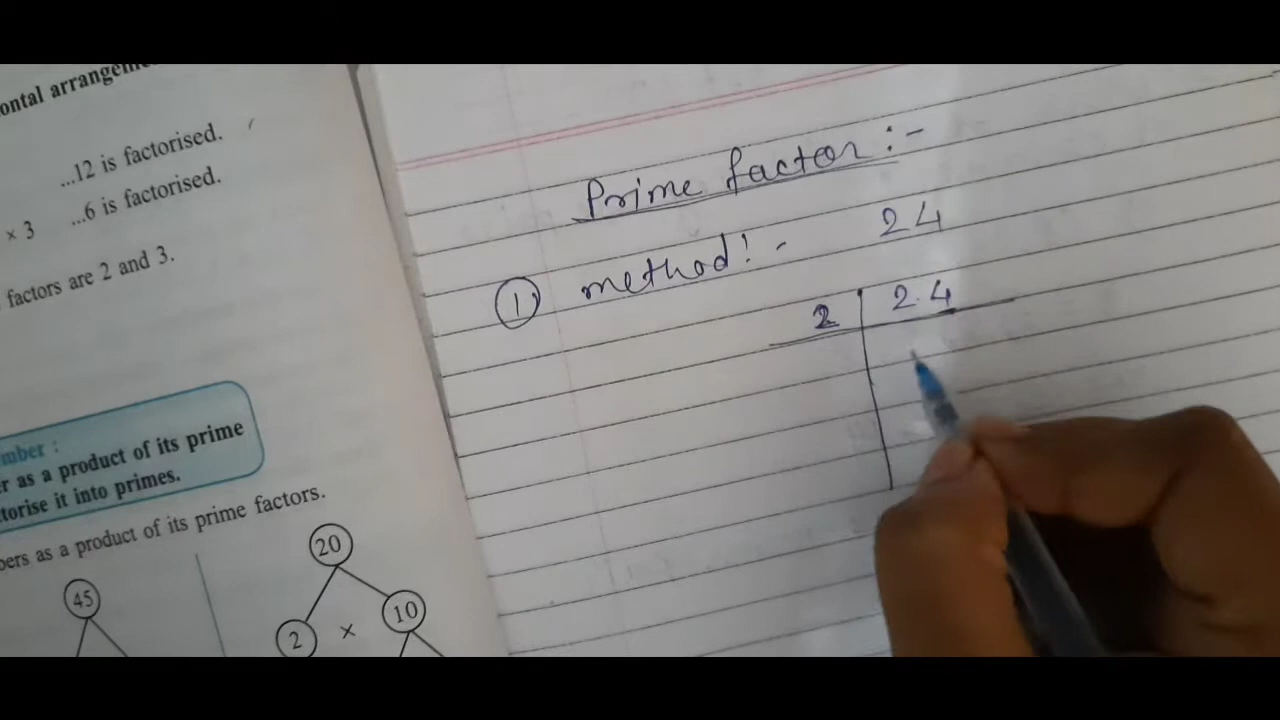 ontal arrangem
...12 is factorised.
× 3 ...6 is factorised.
factors are 2 and 3.
mber :
r as a product of its prime
torise it into primes.
bers as a product of its prime factors.
45
20
2 × 10
Prime factor :-
1 method! - 24
2 24